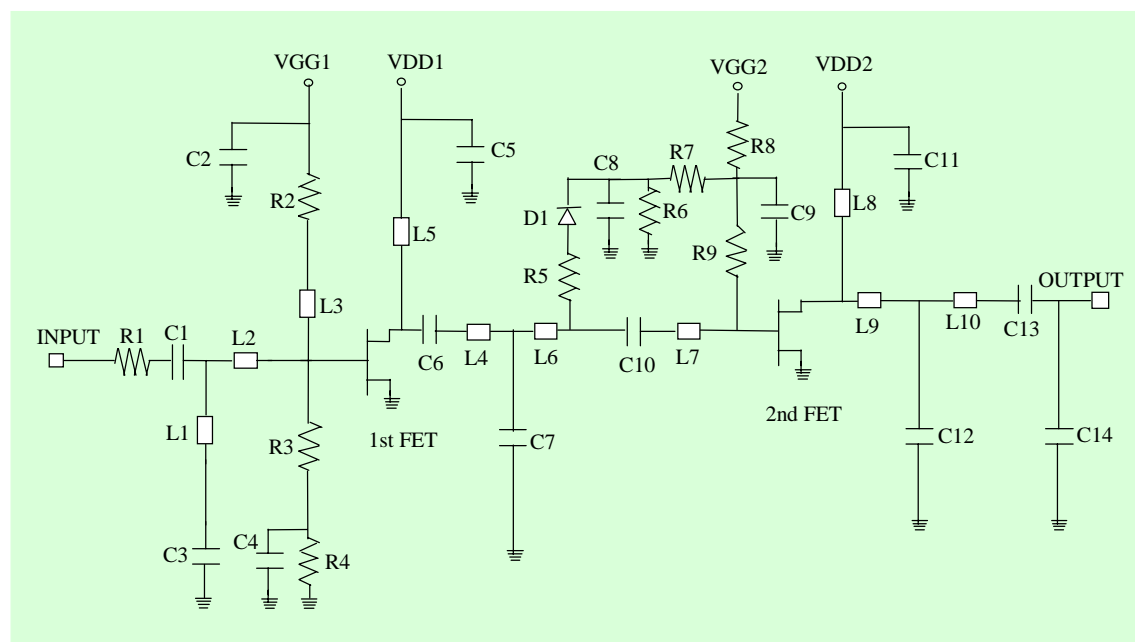 VGG1
VDD1
VGG2
VDD2
C2
C5
C8
R7
R8
C11
R2
D1
R6
C9
L8
L5
R5
R9
L3
OUTPUT
INPUT
R1
C1
L2
C6
L4
L6
C10
L7
L9
L10
C13
L1
R3
1st FET
C7
2nd FET
C12
C14
C3
C4
R4